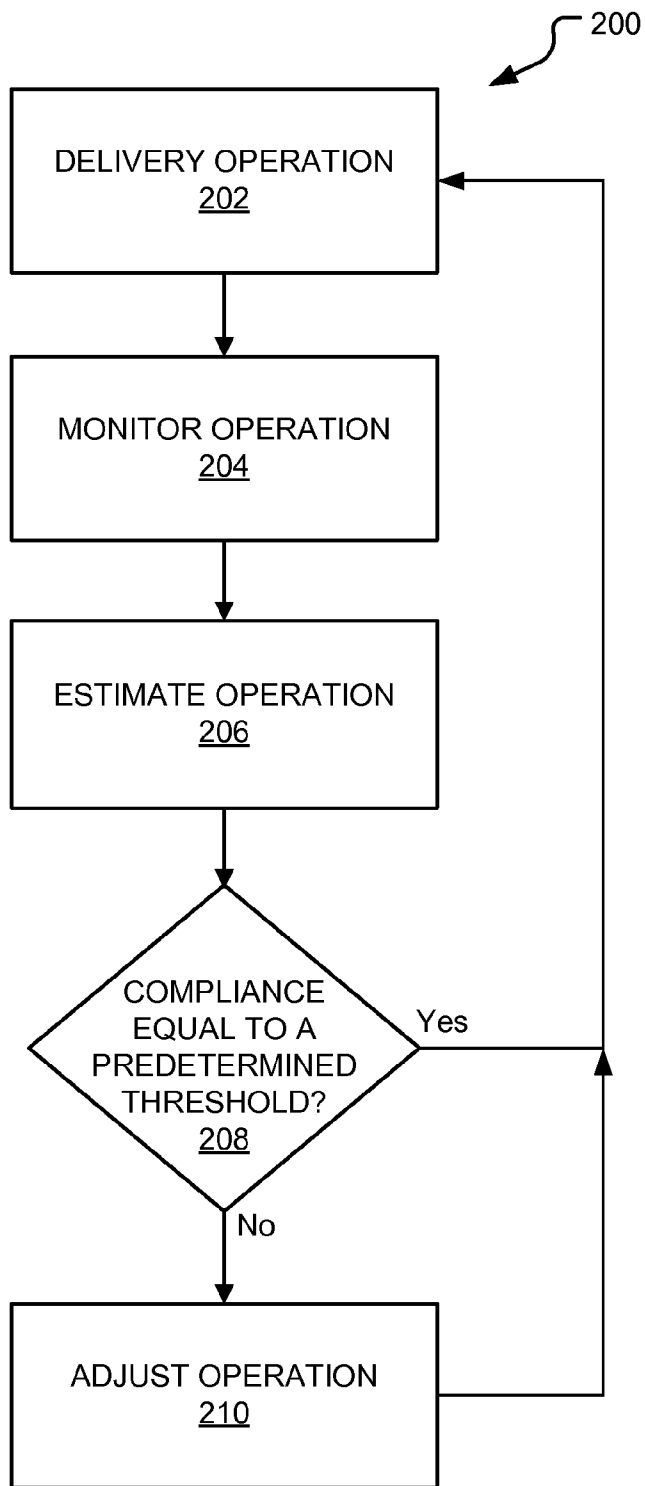 200
DELIVERY OPERATION
202
MONITOR OPERATION
204
ESTIMATE OPERATION
206
COMPLIANCE
EQUAL TO A
PREDETERMINED
THRESHOLD?
208
Yes
No
ADJUST OPERATION
210